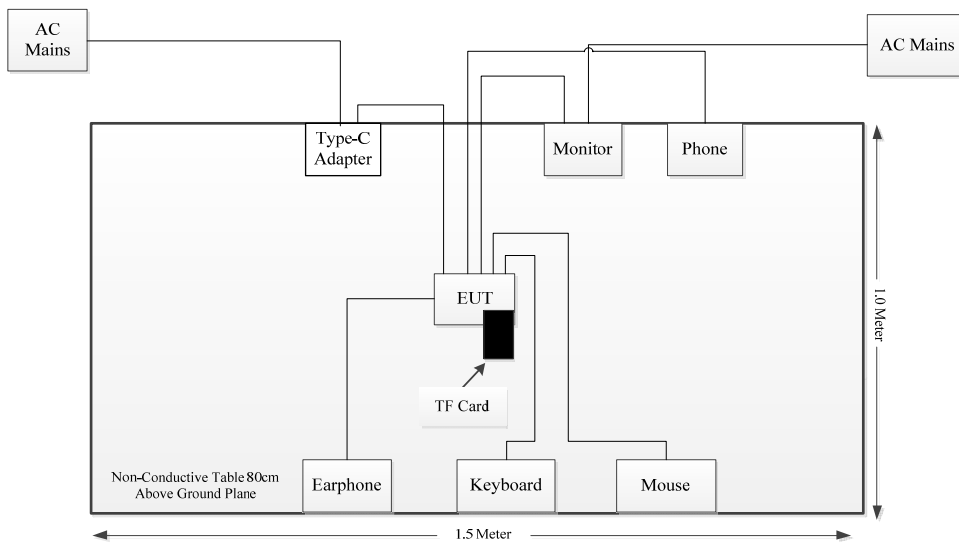 AC
Mains
AC Mains
Type-C
Adapter
Monitor
Phone
EUT
TF Card
1.0 Meter
Non-Conductive Table 80cm
Above Ground Plane
Earphone
Keyboard
Mouse
1.5 Meter